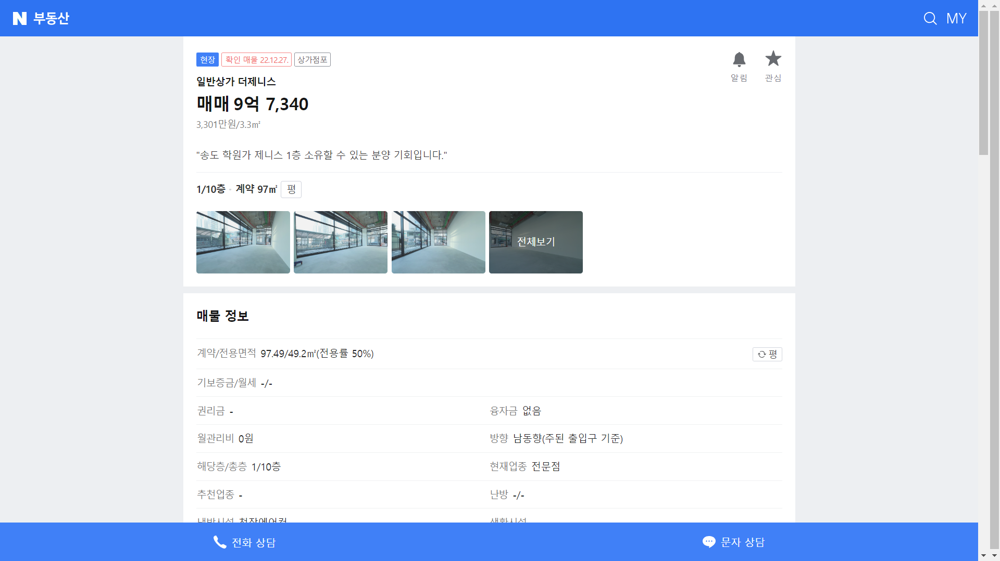 N 부동산
MY
현장 확인 매물 22.12.27. 상가점포
알림 관심
일반상가 더제니스
매매 9억 7,340
3,301만원/3.3㎡
"송도 학원가 제니스 1층 소유할 수 있는 분양 기회입니다."
1/10층 · 계약 97㎡ 평
전체보기
매물 정보
계약/전용면적 97.49/49.2㎡(전용률 50%) 평
기보증금/월세 -/-
권리금 - 융자금 없음
월관리비 0원 방향 남동향(주된 출입구 기준)
해당층/총층 1/10층 현재업종 전문점
추천업종 - 난방 -/-
냉방시설 천장에어컨 생활시설
전화 상담 문자 상담